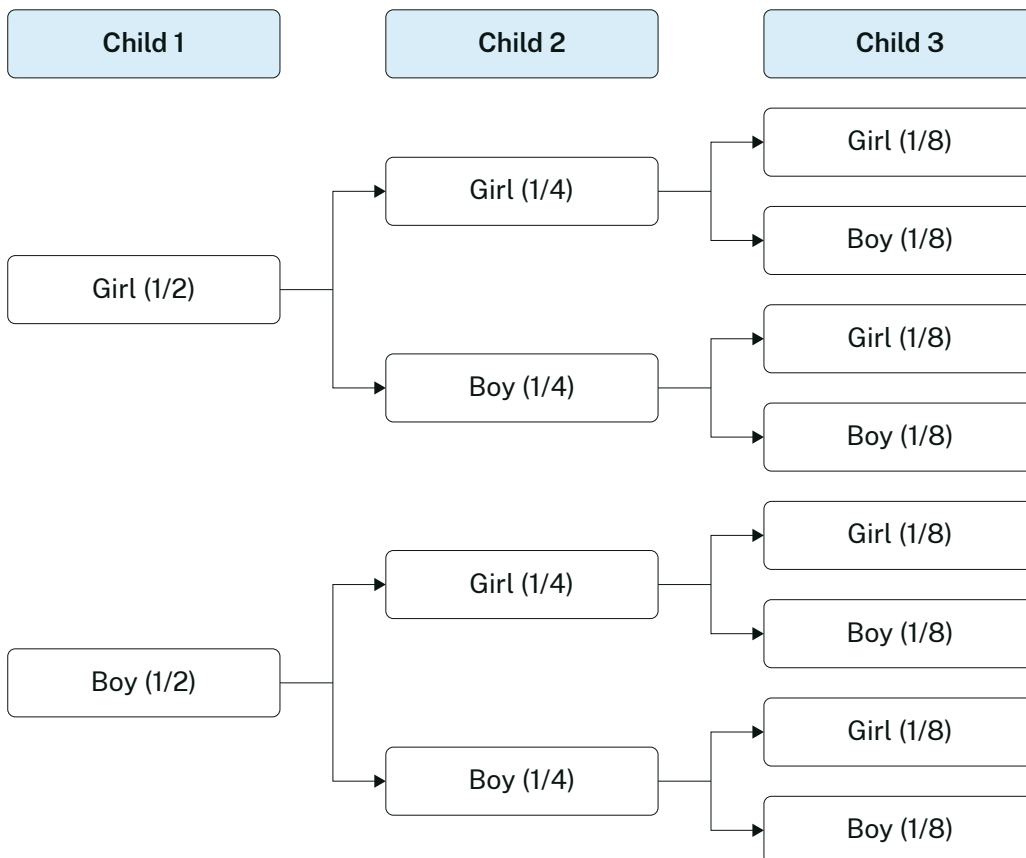 Child 1
Child 2
Child 3
Girl (1/2)
Girl (1/4)
Girl (1/8)
Boy (1/8)
Boy (1/4)
Girl (1/8)
Boy (1/8)
Boy (1/2)
Girl (1/4)
Girl (1/8)
Boy (1/8)
Boy (1/4)
Girl (1/8)
Boy (1/8)